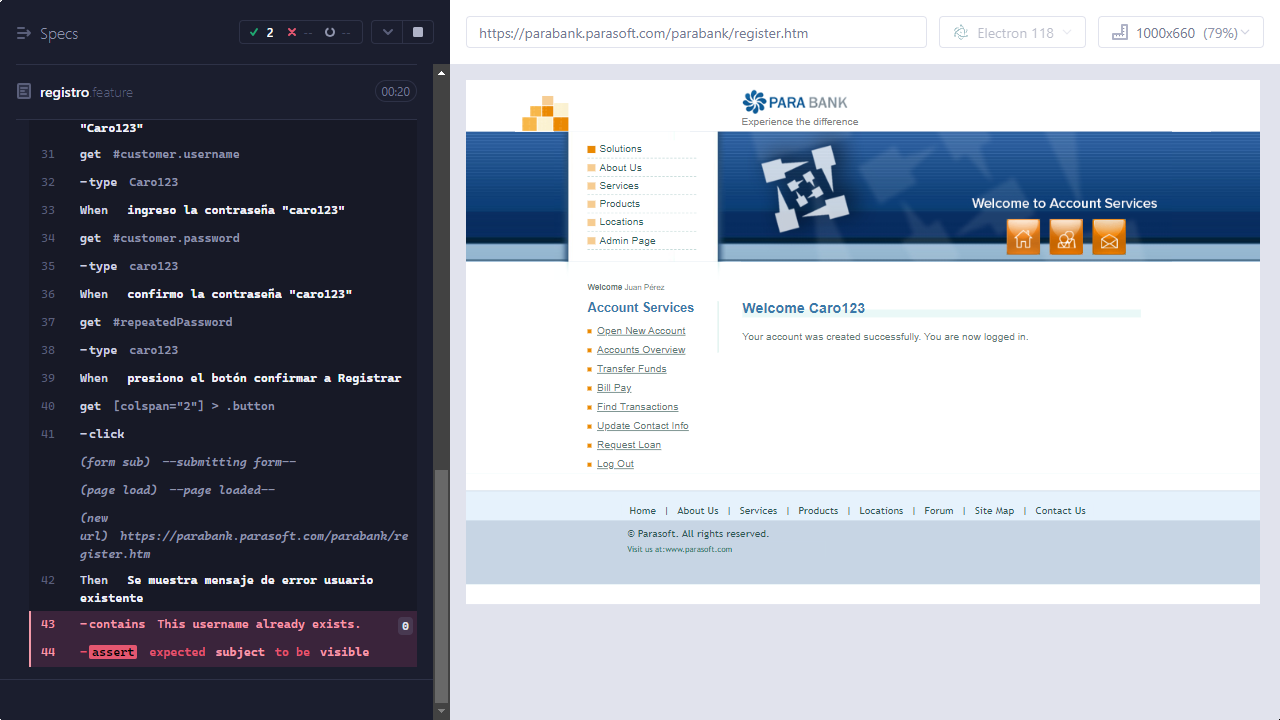 Specs
2
--
--
registro.feature
00:20
"Caro123"
31 get #customer.username
32 -type Caro123
33 When ingreso la contraseña "caro123"
34 get #customer.password
35 -type caro123
36 When confirmo la contraseña "caro123"
37 get #repeatedPassword
38 -type caro123
39 When presiono el botón confirmar a Registrar
40 get [colspan="2"] > .button
41 -click
(form sub) --submitting form--
(page load) --page loaded--
(new
url) https://parabank.parasoft.com/parabank/re
gister.htm
42 Then Se muestra mensaje de error usuario
existente
43 -contains This username already exists. 0
44 -assert expected subject to be visible
https://parabank.parasoft.com/parabank/register.htm
Electron 118
1000x660 (79%)
PARA BANK
Experience the difference
Solutions
About Us
Services
Products
Locations
Admin Page
Welcome to Account Services
Welcome Juan Pérez
Account Services
Open New Account
Accounts Overview
Transfer Funds
Bill Pay
Find Transactions
Update Contact Info
Request Loan
Log Out
Welcome Caro123
Your account was created successfully. You are now logged in.
Home | About Us | Services | Products | Locations | Forum | Site Map | Contact Us
© Parasoft. All rights reserved.
Visit us at:www.parasoft.com